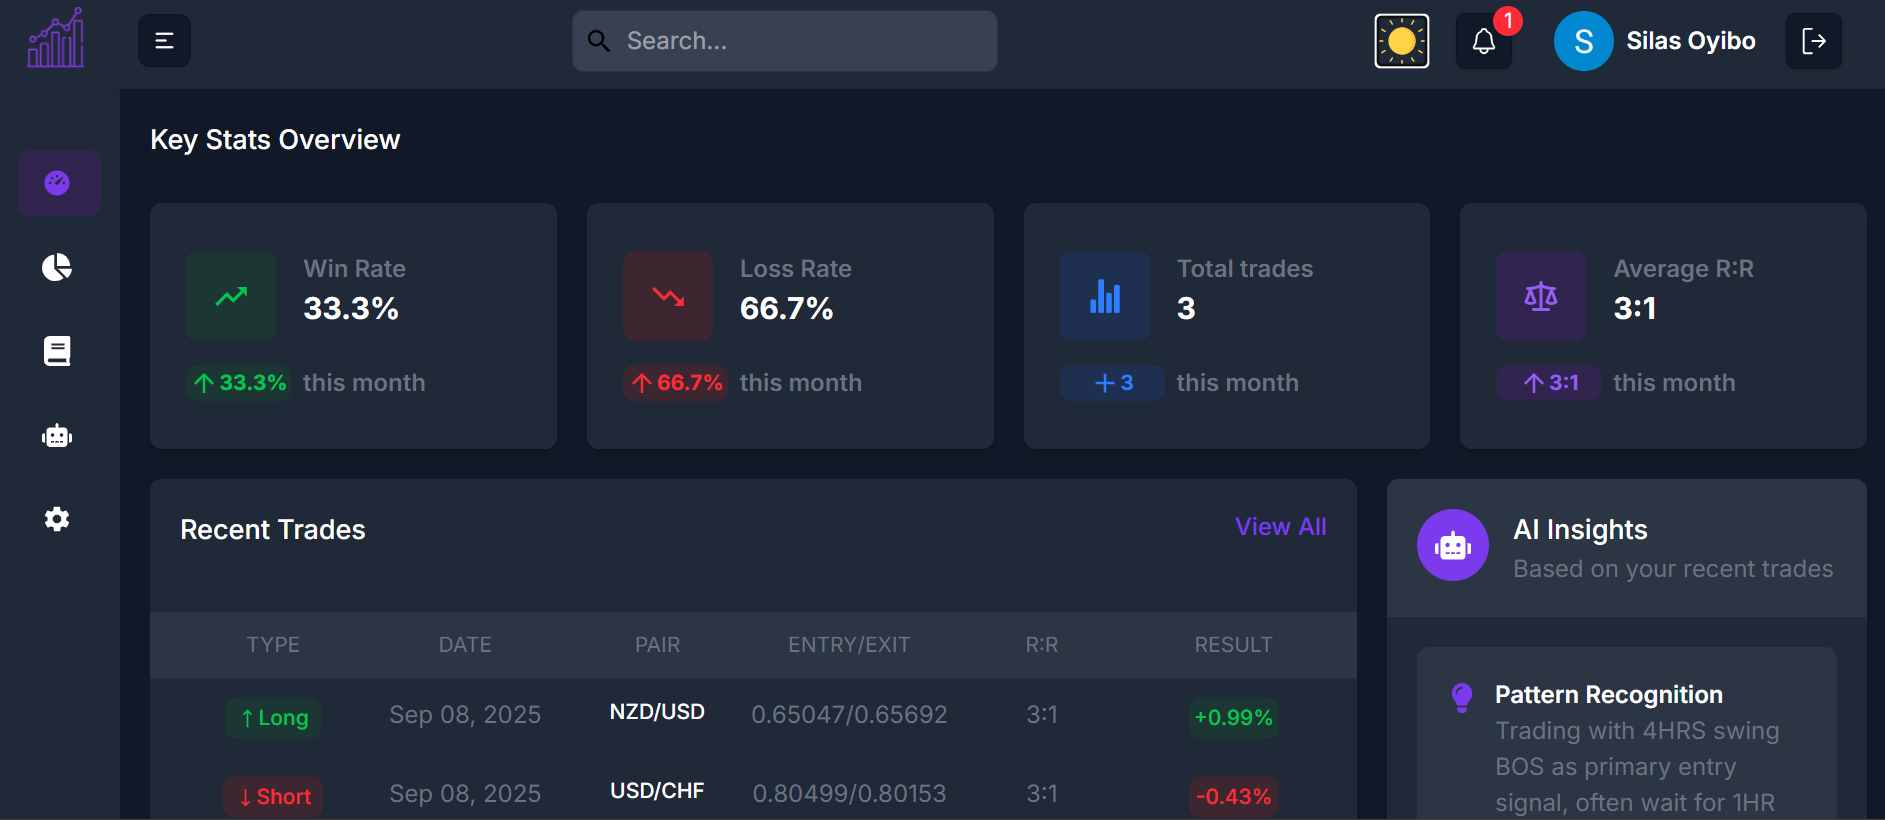 Search...
1
S
Silas Oyibo
Key Stats Overview
Win Rate
33.3%
↑ 33.3% this month
Loss Rate
66.7%
↑ 66.7% this month
Total trades
3
+ 3 this month
Average R:R
3:1
↑ 3:1 this month
Recent Trades
View All
TYPE DATE PAIR ENTRY/EXIT R:R RESULT
↑ Long Sep 08, 2025 NZD/USD 0.65047/0.65692 3:1 +0.99%
↓ Short Sep 08, 2025 USD/CHF 0.80499/0.80153 3:1 -0.43%
AI Insights
Based on your recent trades
Pattern Recognition
Trading with 4HRS swing
BOS as primary entry
signal, often wait for 1HR